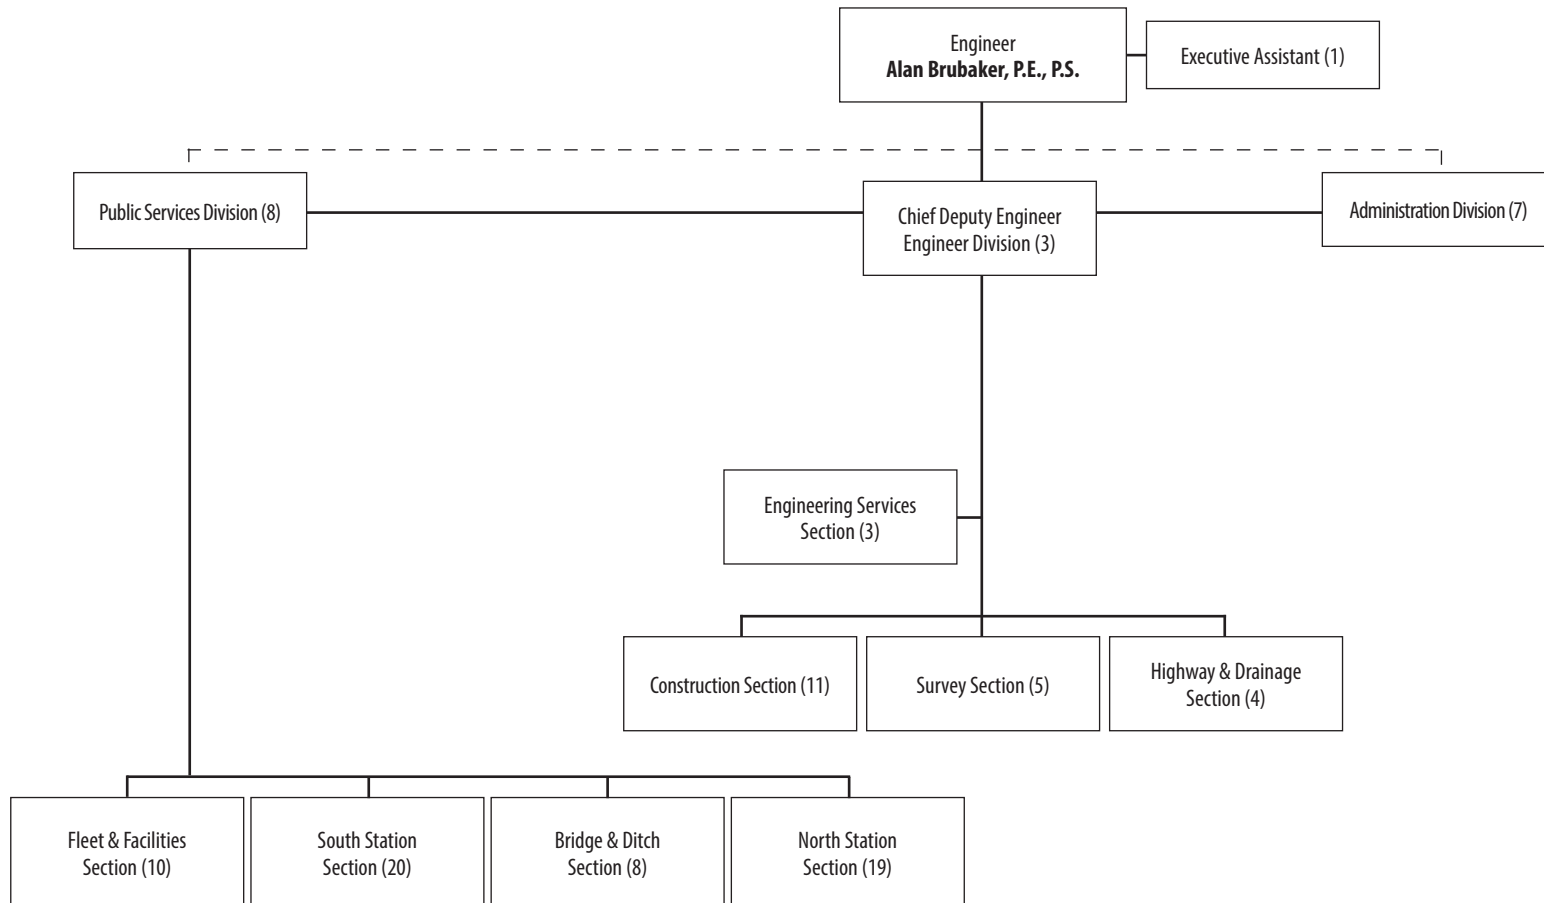 Engineer
Alan Brubaker, P.E., P.S.
Executive Assistant (1)
Public Services Division (8)
Chief Deputy Engineer
Engineer Division (3)
Administration Division (7)
Engineering Services
Section (3)
Construction Section (11)
Survey Section (5)
Highway & Drainage
Section (4)
Fleet & Facilities
Section (10)
South Station
Section (20)
Bridge & Ditch
Section (8)
North Station
Section (19)